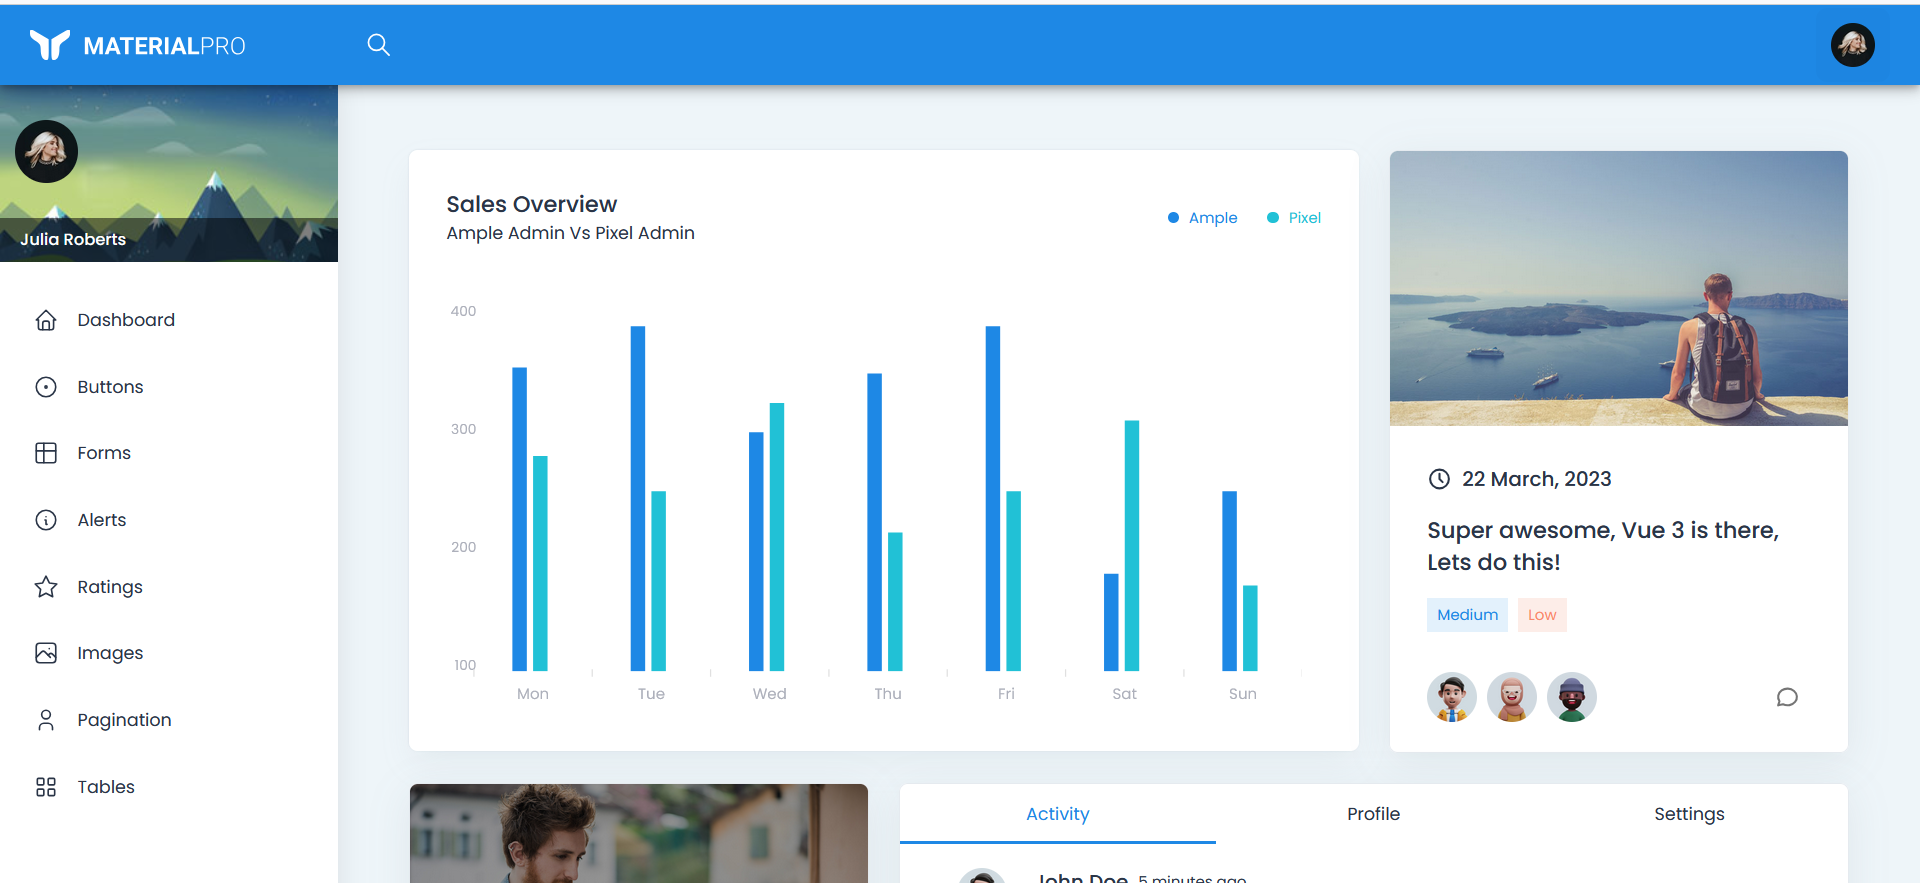 MATERIALPRO
Julia Roberts
Dashboard
Buttons
Forms
Alerts
Ratings
Images
Pagination
Tables
Sales Overview
Ample Admin Vs Pixel Admin
Ample
Pixel
400
300
200
100
Mon
Tue
Wed
Thu
Fri
Sat
Sun
22 March, 2023
Super awesome, Vue 3 is there,
Lets do this!
Medium
Low
Activity
Profile
Settings
John Doe 5 minutes ago